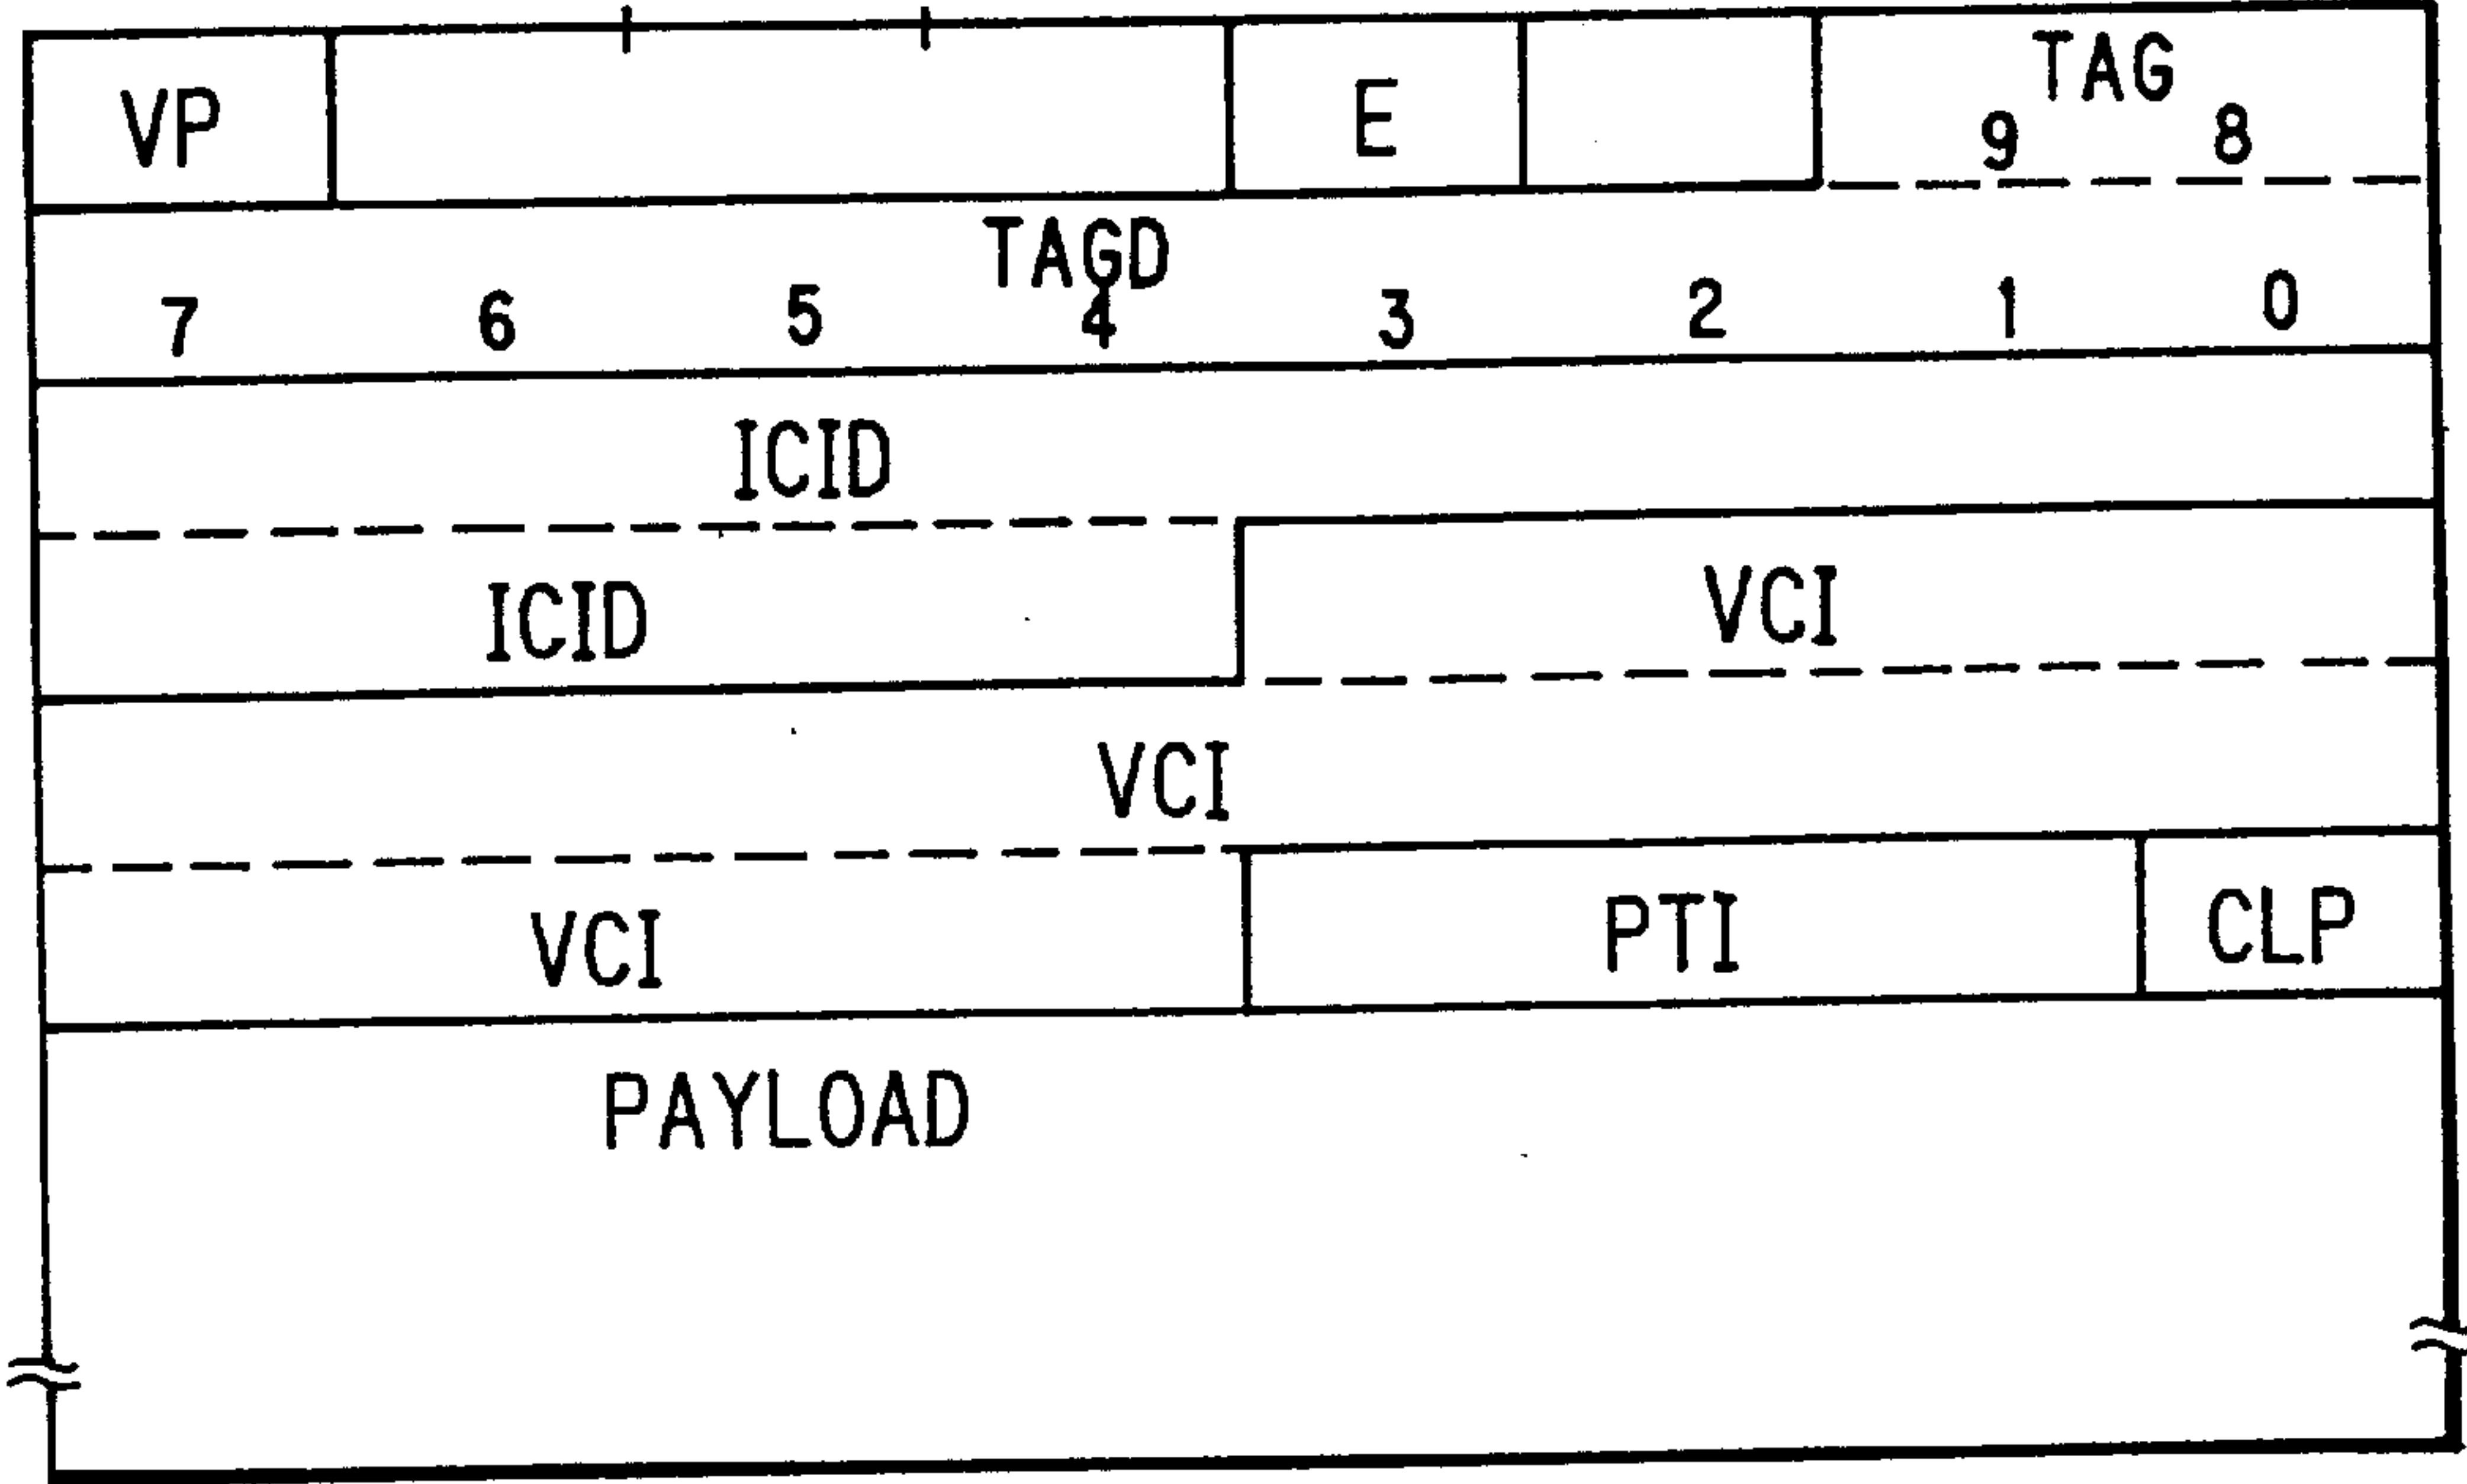 VP E TAG
9 8
TAGD
7 6 5 4 3 2 1 0
ICID
ICID VCI
VCI
VCI PTI CLP
PAYLOAD